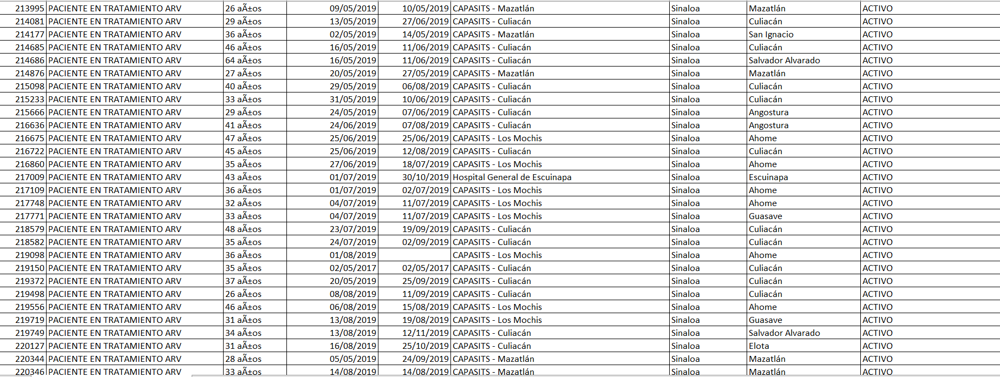 213995 PACIENTE EN TRATAMIENTO ARV 26 aÃ±os 09/05/2019 10/05/2019 CAPASITS - Mazatlán Sinaloa Mazatlán ACTIVO
214081 PACIENTE EN TRATAMIENTO ARV 29 aÃ±os 13/05/2019 27/06/2019 CAPASITS - Culiacán Sinaloa Culiacán ACTIVO
214177 PACIENTE EN TRATAMIENTO ARV 36 aÃ±os 02/05/2019 14/05/2019 CAPASITS - Mazatlán Sinaloa San Ignacio ACTIVO
214685 PACIENTE EN TRATAMIENTO ARV 46 aÃ±os 16/05/2019 11/06/2019 CAPASITS - Culiacán Sinaloa Culiacán ACTIVO
214686 PACIENTE EN TRATAMIENTO ARV 64 aÃ±os 16/05/2019 11/06/2019 CAPASITS - Culiacán Sinaloa Salvador Alvarado ACTIVO
214876 PACIENTE EN TRATAMIENTO ARV 27 aÃ±os 20/05/2019 27/05/2019 CAPASITS - Mazatlán Sinaloa Mazatlán ACTIVO
215098 PACIENTE EN TRATAMIENTO ARV 40 aÃ±os 29/05/2019 06/08/2019 CAPASITS - Culiacán Sinaloa Culiacán ACTIVO
215233 PACIENTE EN TRATAMIENTO ARV 33 aÃ±os 31/05/2019 10/06/2019 CAPASITS - Culiacán Sinaloa Culiacán ACTIVO
215666 PACIENTE EN TRATAMIENTO ARV 29 aÃ±os 24/05/2019 07/06/2019 CAPASITS - Culiacán Sinaloa Angostura ACTIVO
216636 PACIENTE EN TRATAMIENTO ARV 41 aÃ±os 24/06/2019 07/08/2019 CAPASITS - Culiacán Sinaloa Angostura ACTIVO
216675 PACIENTE EN TRATAMIENTO ARV 47 aÃ±os 25/06/2019 25/06/2019 CAPASITS - Los Mochis Sinaloa Ahome ACTIVO
216722 PACIENTE EN TRATAMIENTO ARV 45 aÃ±os 25/06/2019 12/08/2019 CAPASITS - Culiacán Sinaloa Culiacán ACTIVO
216860 PACIENTE EN TRATAMIENTO ARV 35 aÃ±os 27/06/2019 18/07/2019 CAPASITS - Los Mochis Sinaloa Ahome ACTIVO
217009 PACIENTE EN TRATAMIENTO ARV 43 aÃ±os 01/07/2019 30/10/2019 Hospital General de Escuinapa Sinaloa Escuinapa ACTIVO
217109 PACIENTE EN TRATAMIENTO ARV 36 aÃ±os 01/07/2019 02/07/2019 CAPASITS - Los Mochis Sinaloa Ahome ACTIVO
217748 PACIENTE EN TRATAMIENTO ARV 32 aÃ±os 04/07/2019 11/07/2019 CAPASITS - Los Mochis Sinaloa Ahome ACTIVO
217771 PACIENTE EN TRATAMIENTO ARV 33 aÃ±os 04/07/2019 11/07/2019 CAPASITS - Los Mochis Sinaloa Guasave ACTIVO
218579 PACIENTE EN TRATAMIENTO ARV 48 aÃ±os 23/07/2019 19/09/2019 CAPASITS - Culiacán Sinaloa Culiacán ACTIVO
218582 PACIENTE EN TRATAMIENTO ARV 35 aÃ±os 24/07/2019 02/09/2019 CAPASITS - Culiacán Sinaloa Culiacán ACTIVO
219098 PACIENTE EN TRATAMIENTO ARV 36 aÃ±os 01/08/2019 CAPASITS - Los Mochis Sinaloa Ahome ACTIVO
219150 PACIENTE EN TRATAMIENTO ARV 35 aÃ±os 02/05/2017 02/05/2017 CAPASITS - Culiacán Sinaloa Culiacán ACTIVO
219372 PACIENTE EN TRATAMIENTO ARV 37 aÃ±os 20/05/2019 25/09/2019 CAPASITS - Culiacán Sinaloa Culiacán ACTIVO
219498 PACIENTE EN TRATAMIENTO ARV 26 aÃ±os 08/08/2019 11/09/2019 CAPASITS - Culiacán Sinaloa Culiacán ACTIVO
219556 PACIENTE EN TRATAMIENTO ARV 46 aÃ±os 06/08/2019 15/08/2019 CAPASITS - Los Mochis Sinaloa Ahome ACTIVO
219719 PACIENTE EN TRATAMIENTO ARV 31 aÃ±os 13/08/2019 19/08/2019 CAPASITS - Los Mochis Sinaloa Guasave ACTIVO
219749 PACIENTE EN TRATAMIENTO ARV 34 aÃ±os 13/08/2019 12/11/2019 CAPASITS - Culiacán Sinaloa Salvador Alvarado ACTIVO
220127 PACIENTE EN TRATAMIENTO ARV 31 aÃ±os 16/08/2019 25/10/2019 CAPASITS - Culiacán Sinaloa Elota ACTIVO
220344 PACIENTE EN TRATAMIENTO ARV 28 aÃ±os 05/05/2019 24/09/2019 CAPASITS - Mazatlán Sinaloa Mazatlán ACTIVO
220346 PACIENTE EN TRATAMIENTO ARV 33 aÃ±os 14/08/2019 14/08/2019 CAPASITS - Mazatlán Sinaloa Mazatlán ACTIVO